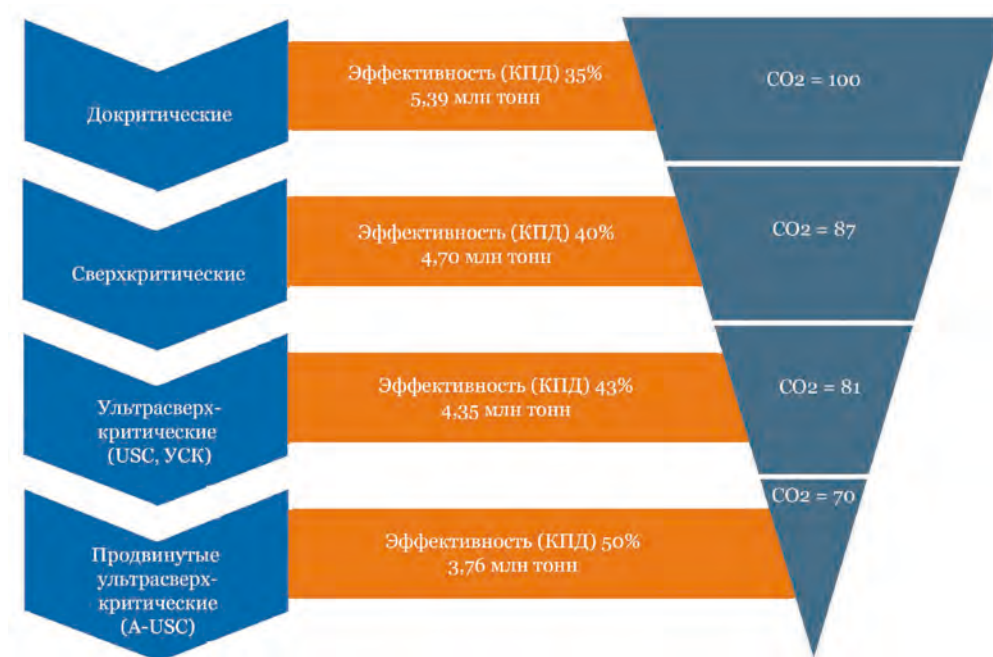 Докритические
Эффективность (КПД) 35%
5,39 млн тонн
CO2 = 100
Сверхкритические
Эффективность (КПД) 40%
4,70 млн тонн
CO2 = 87
Ультрасверх-
критические
(USC, УСК)
Эффективность (КПД) 43%
4,35 млн тонн
CO2 = 81
Продвинутые
ультрасверх-
критические
(A-USC)
Эффективность (КПД) 50%
3,76 млн тонн
CO2 = 70